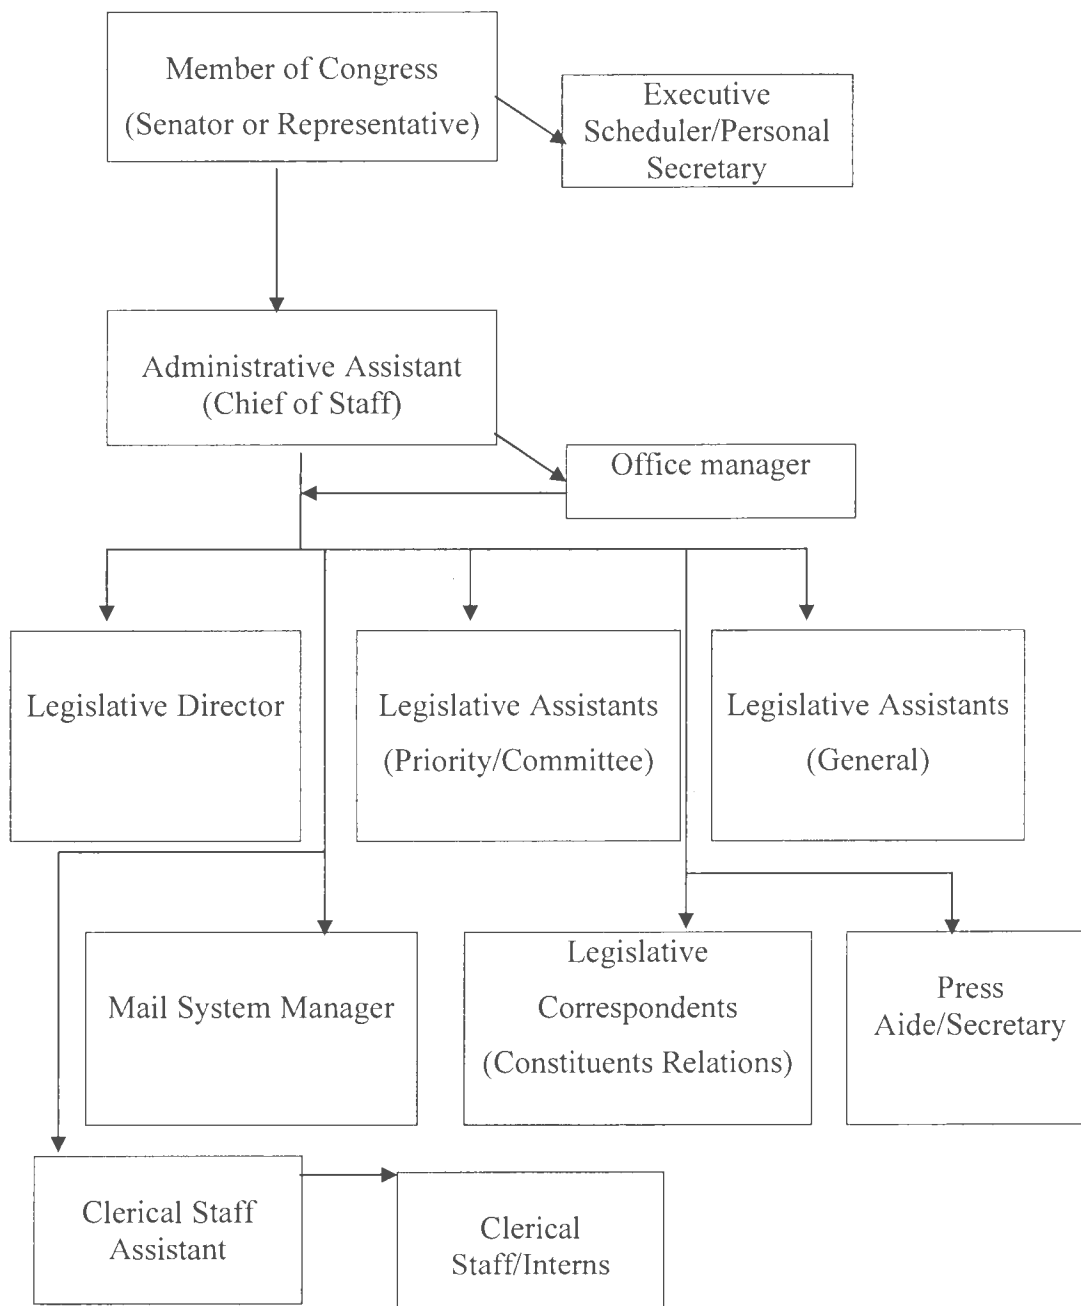 Member of Congress
(Senator or Representative)
Executive
Scheduler/Personal
Secretary
Administrative Assistant
(Chief of Staff)
Office manager
Legislative Director
Legislative Assistants
(Priority/Committee)
Legislative Assistants
(General)
Mail System Manager
Legislative
Correspondents
(Constituents Relations)
Press
Aide/Secretary
Clerical Staff
Assistant
Clerical
Staff/Interns